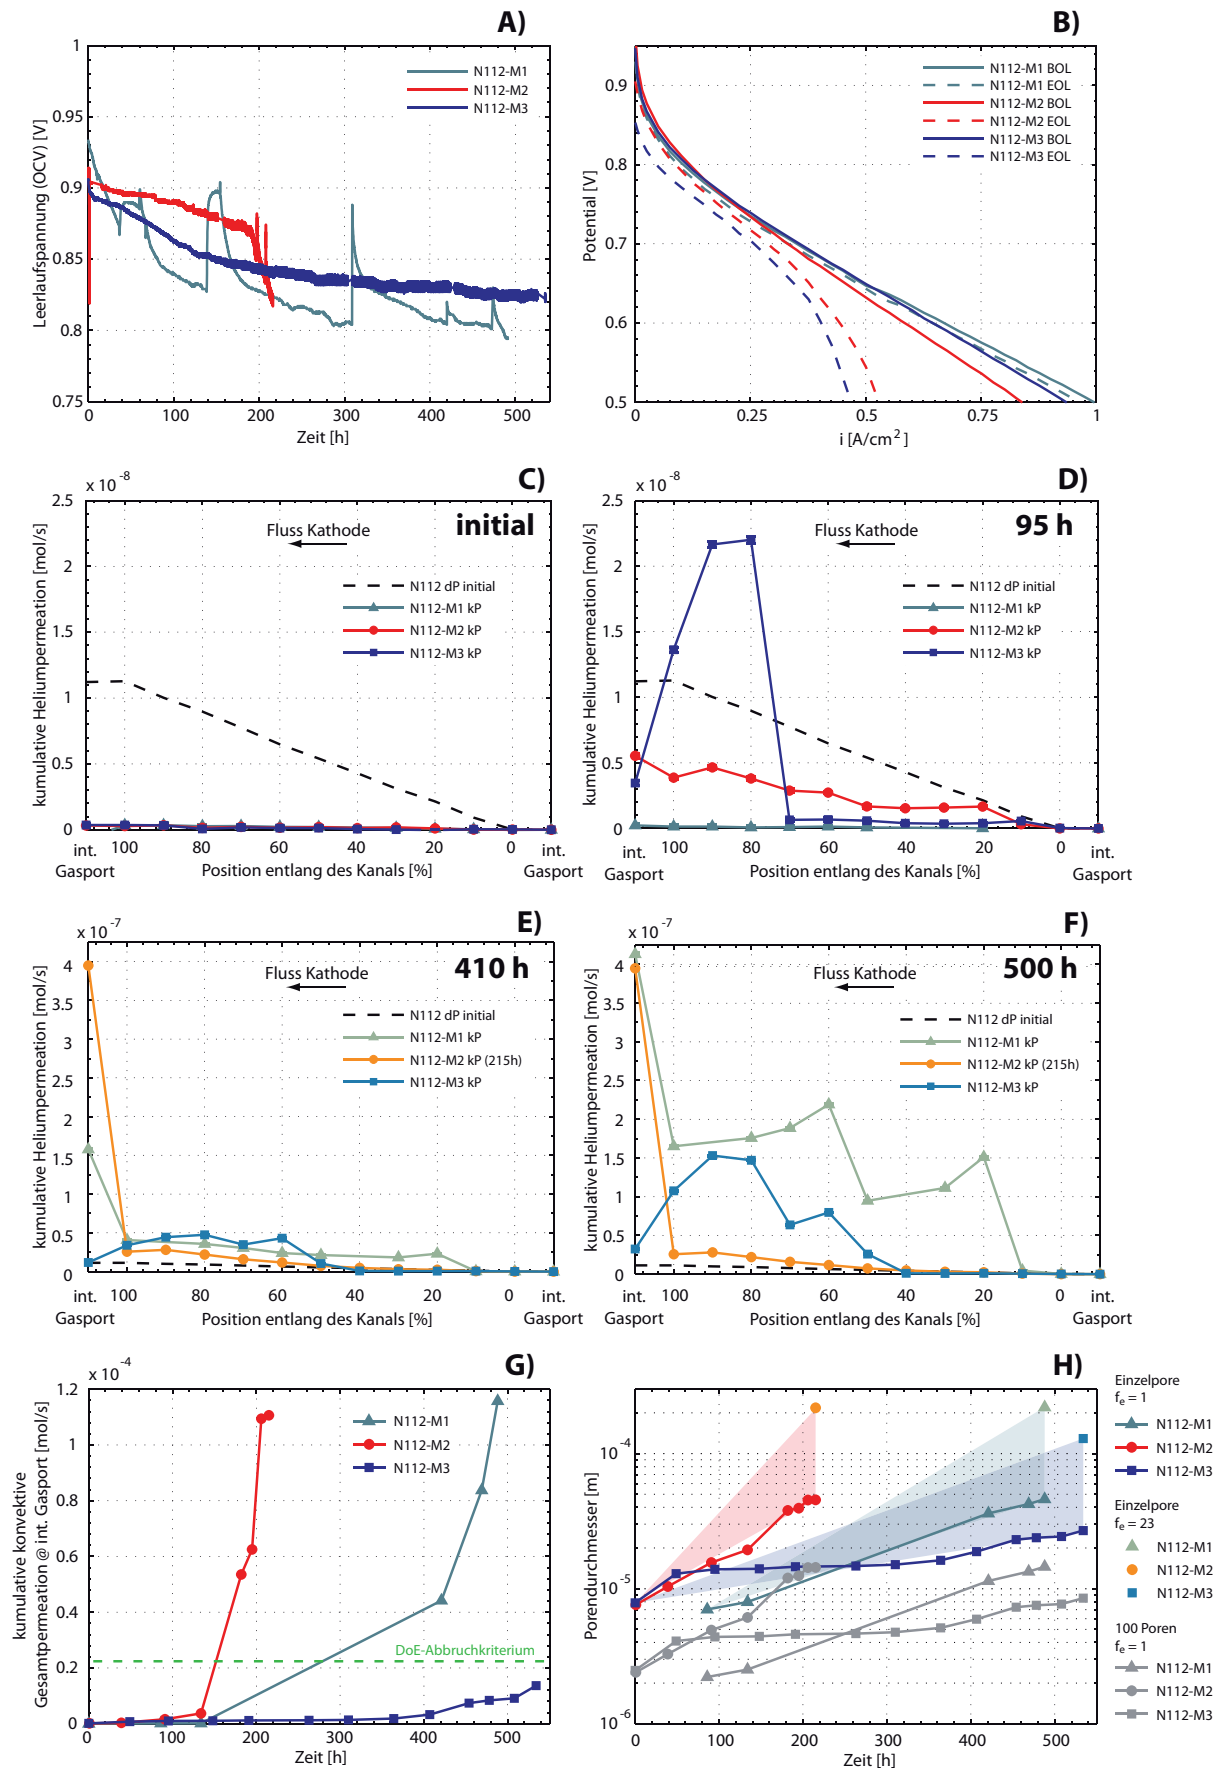 A)
1
0.95
0.9
0.85
0.8
0.75
0
100
200
300
400
500
Leerlaufspannung (OCV) [V]
Zeit [h]
N112-M1
N112-M2
N112-M3
B)
0.9
0.8
0.7
0.6
0.5
0
0.25
0.5
0.75
1
Potential [V]
i [A/cm²]
N112-M1 BOL
N112-M1 EOL
N112-M2 BOL
N112-M2 EOL
N112-M3 BOL
N112-M3 EOL
C)
x 10⁻⁸
initial
2.5
2
1.5
1
0.5
0
kumulative Heliumpermeation [mol/s]
Fluss Kathode
N112 dP initial
N112-M1 kP
N112-M2 kP
N112-M3 kP
int. Gasport
100
80
60
40
20
0
int. Gasport
Position entlang des Kanals [%]
D)
x 10⁻⁸
95 h
2.5
2
1.5
1
0.5
0
kumulative Heliumpermeation [mol/s]
Fluss Kathode
N112 dP initial
N112-M1 kP
N112-M2 kP
N112-M3 kP
int. Gasport
100
80
60
40
20
0
int. Gasport
Position entlang des Kanals [%]
E)
x 10⁻⁷
410 h
4
3.5
3
2.5
2
1.5
1
0.5
0
kumulative Heliumpermeation [mol/s]
Fluss Kathode
N112 dP initial
N112-M1 kP
N112-M2 kP (215h)
N112-M3 kP
int. Gasport
100
80
60
40
20
0
int. Gasport
Position entlang des Kanals [%]
F)
x 10⁻⁷
500 h
4
3.5
3
2.5
2
1.5
1
0.5
0
kumulative Heliumpermeation [mol/s]
Fluss Kathode
N112 dP initial
N112-M1 kP
N112-M2 kP (215h)
N112-M3 kP
int. Gasport
100
80
60
40
20
0
int. Gasport
Position entlang des Kanals [%]
G)
x 10⁻⁴
1.2
1
0.8
0.6
0.4
0.2
0
kumulative konvektive
Gesamtpermeation @ int. Gasport [mol/s]
N112-M1
N112-M2
N112-M3
DoE-Abbruchkriterium
0
100
200
300
400
500
Zeit [h]
H)
10⁻⁴
10⁻⁵
10⁻⁶
Porendurchmesser [m]
0
100
200
300
400
500
Zeit [h]
Einzelpore
fₑ = 1
N112-M1
N112-M2
N112-M3
Einzelpore
fₑ = 23
N112-M1
N112-M2
N112-M3
100 Poren
fₑ = 1
N112-M1
N112-M2
N112-M3